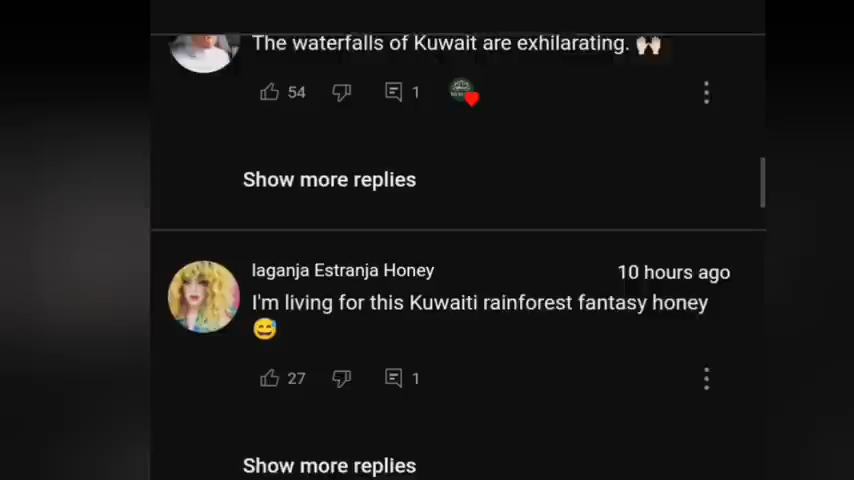 The waterfalls of Kuwait are exhilarating. 🙌🏻
54 1
Show more replies
laganja Estranja Honey 10 hours ago
I'm living for this Kuwaiti rainforest fantasy honey
😅
27 1
Show more replies